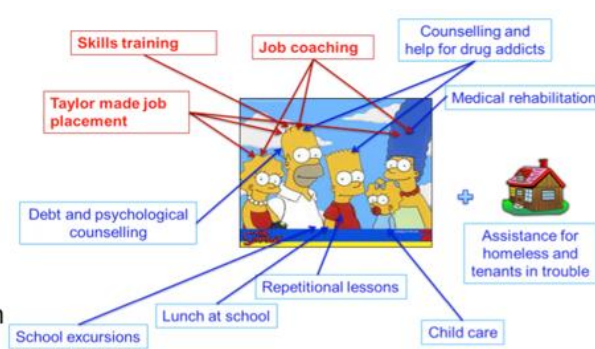 Skills training
Job coaching
Counselling and
help for drug addicts
Taylor made job
placement
Medical rehabilitation
Debt and psychological
counselling
Assistance for
homeless and
tenants in trouble
Repetitional lessons
Lunch at school
School excursions
Child care